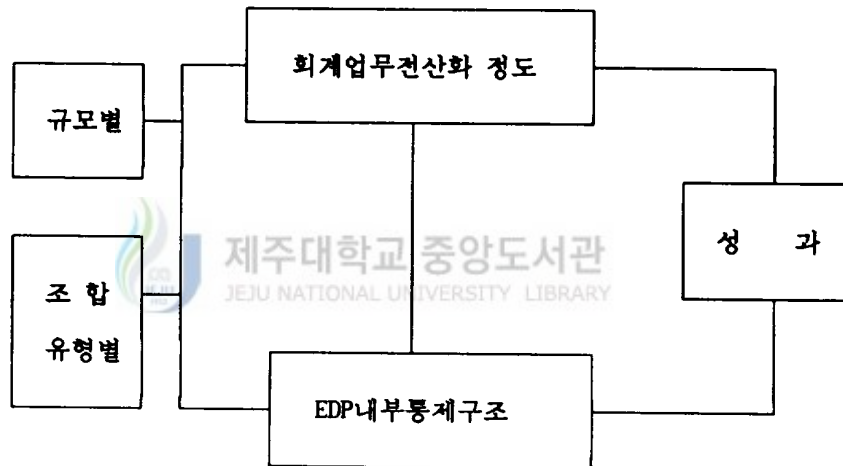 회계업무전산화 정도
규모별
조 합
유형별
제주대학교 중앙도서관
JEJU NATIONAL UNIVERSITY LIBRARY
성 과
EDP내부통제구조